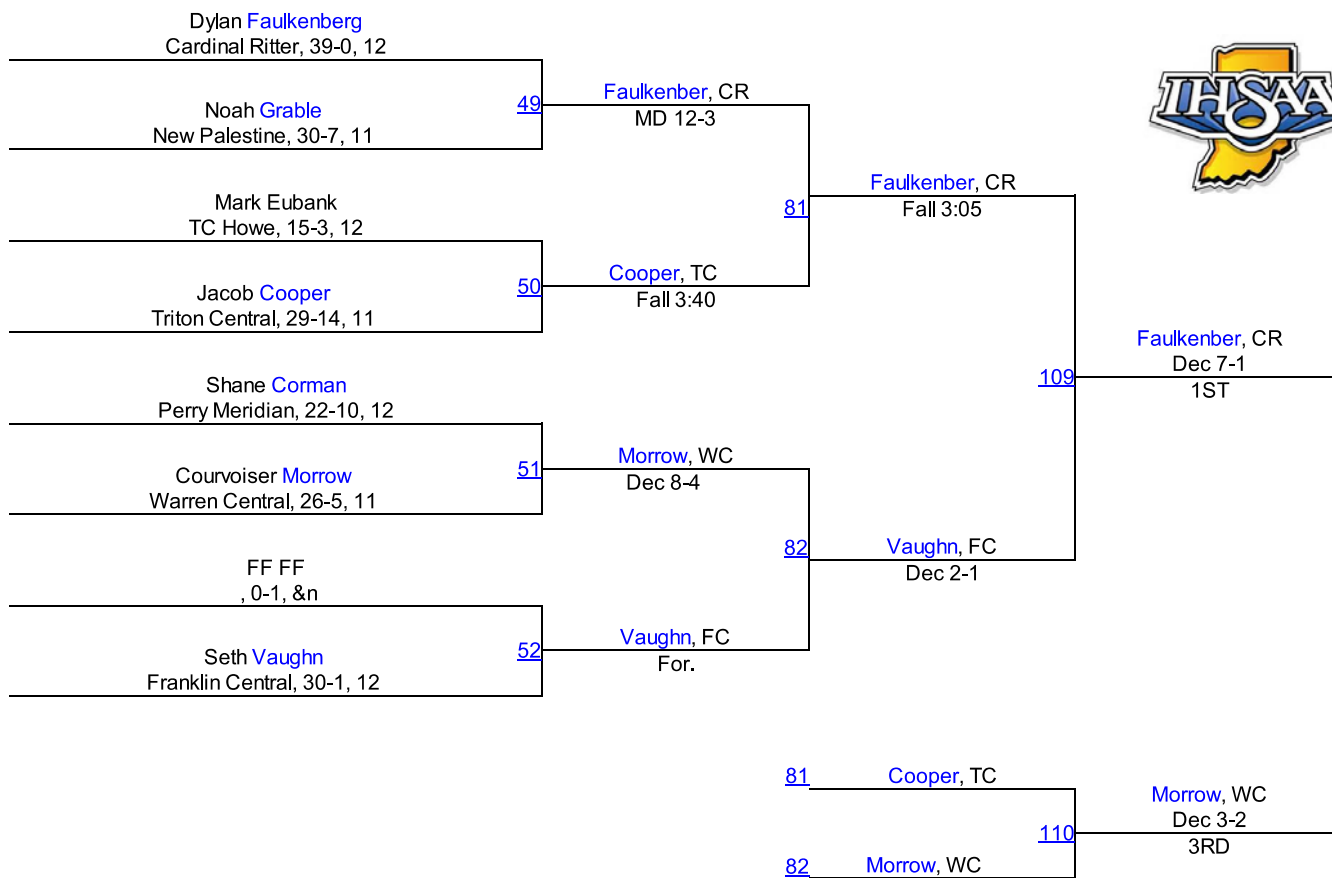 Dylan Faulkenberg
Cardinal Ritter, 39-0, 12
Noah Grable
New Palestine, 30-7, 11
49
Faulkenber, CR
MD 12-3
IHSAA
Mark Eubank
TC Howe, 15-3, 12
Jacob Cooper
Triton Central, 29-14, 11
50
Cooper, TC
Fall 3:40
81
Faulkenber, CR
Fall 3:05
Shane Corman
Perry Meridian, 22-10, 12
Courvoiser Morrow
Warren Central, 26-5, 11
51
Morrow, WC
Dec 8-4
109
Faulkenber, CR
Dec 7-1
1ST
FF FF
, 0-1, &n
Seth Vaughn
Franklin Central, 30-1, 12
52
Vaughn, FC
For.
82
Vaughn, FC
Dec 2-1
81
Cooper, TC
82
Morrow, WC
110
Morrow, WC
Dec 3-2
3RD